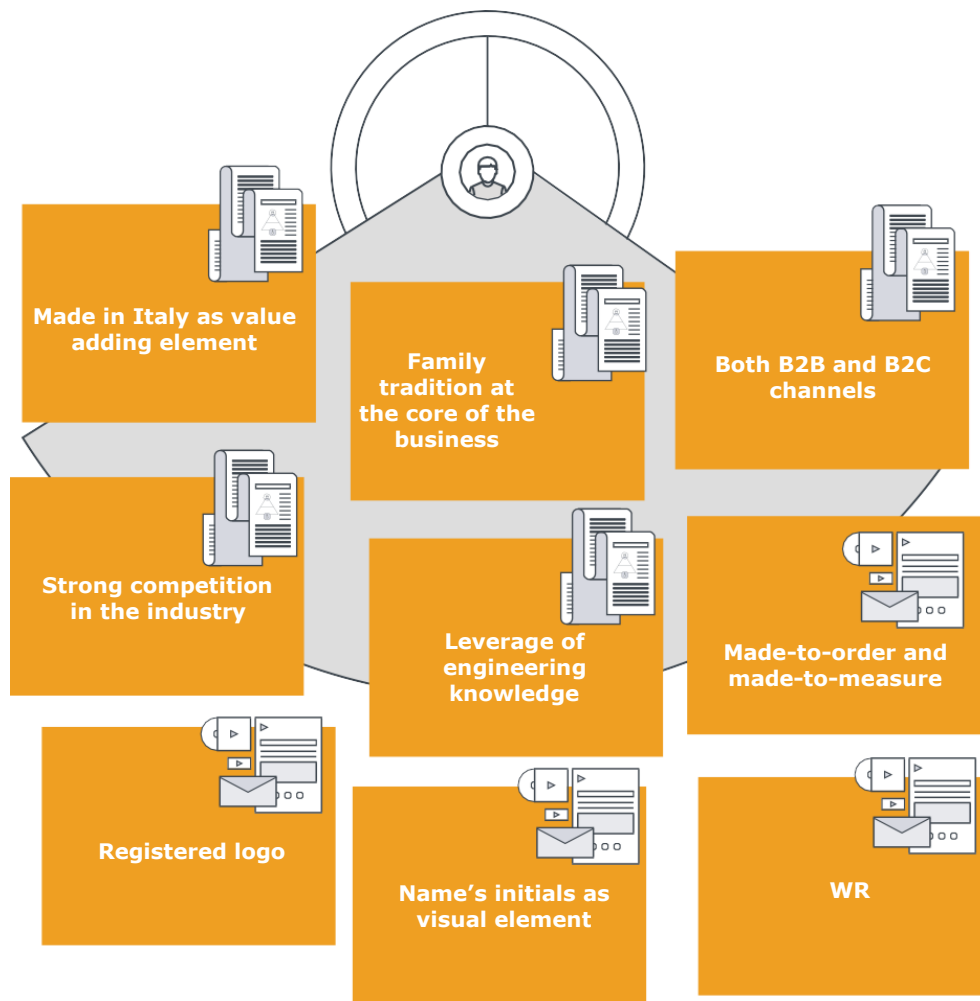 Made in Italy as value
adding element
Family
tradition at
the core of the
business
Both B2B and B2C
channels
Strong competition
in the industry
Leverage of
engineering
knowledge
Made-to-order and
made-to-measure
Registered logo
Name’s initials as
visual element
WR